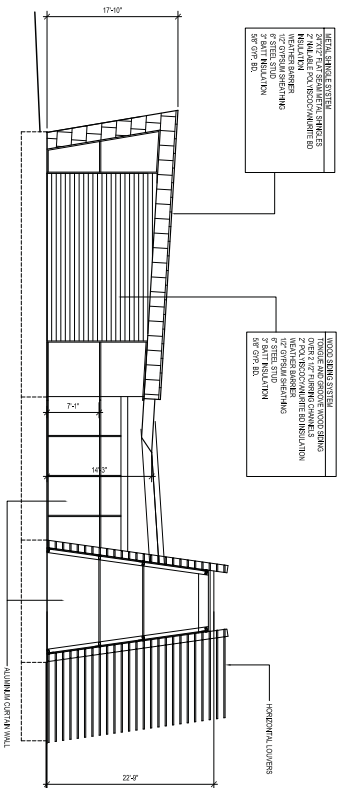 METAL SHINGLE SYSTEM
24"X12" FLAT SEAM METAL SHINGLES
2" NAILABLE POLYISOCYANURITE BD
INSULATION
WEATHER BARRIER
1/2" GYPSUM SHEATHING
6" STEEL STUD
3" BATT INSULATION
5/8" GYP. BD.
WOOD SIDING SYSTEM
TONGUE AND GROOVE WOOD SIDING
OVER 2 1/2" FURRING CHANNELS
2" POLYISOCYANURITE BD INSULATION
WEATHER BARRIER
1/2" GYPSUM SHEATHING
6" STEEL STUD
3" BATT INSULATION
5/8" GYP. BD.
HORIZONTAL LOUVERS
17'-10"
7'-1"
14'-3"
22'-9"
ALUMINUM CURTAIN WALL